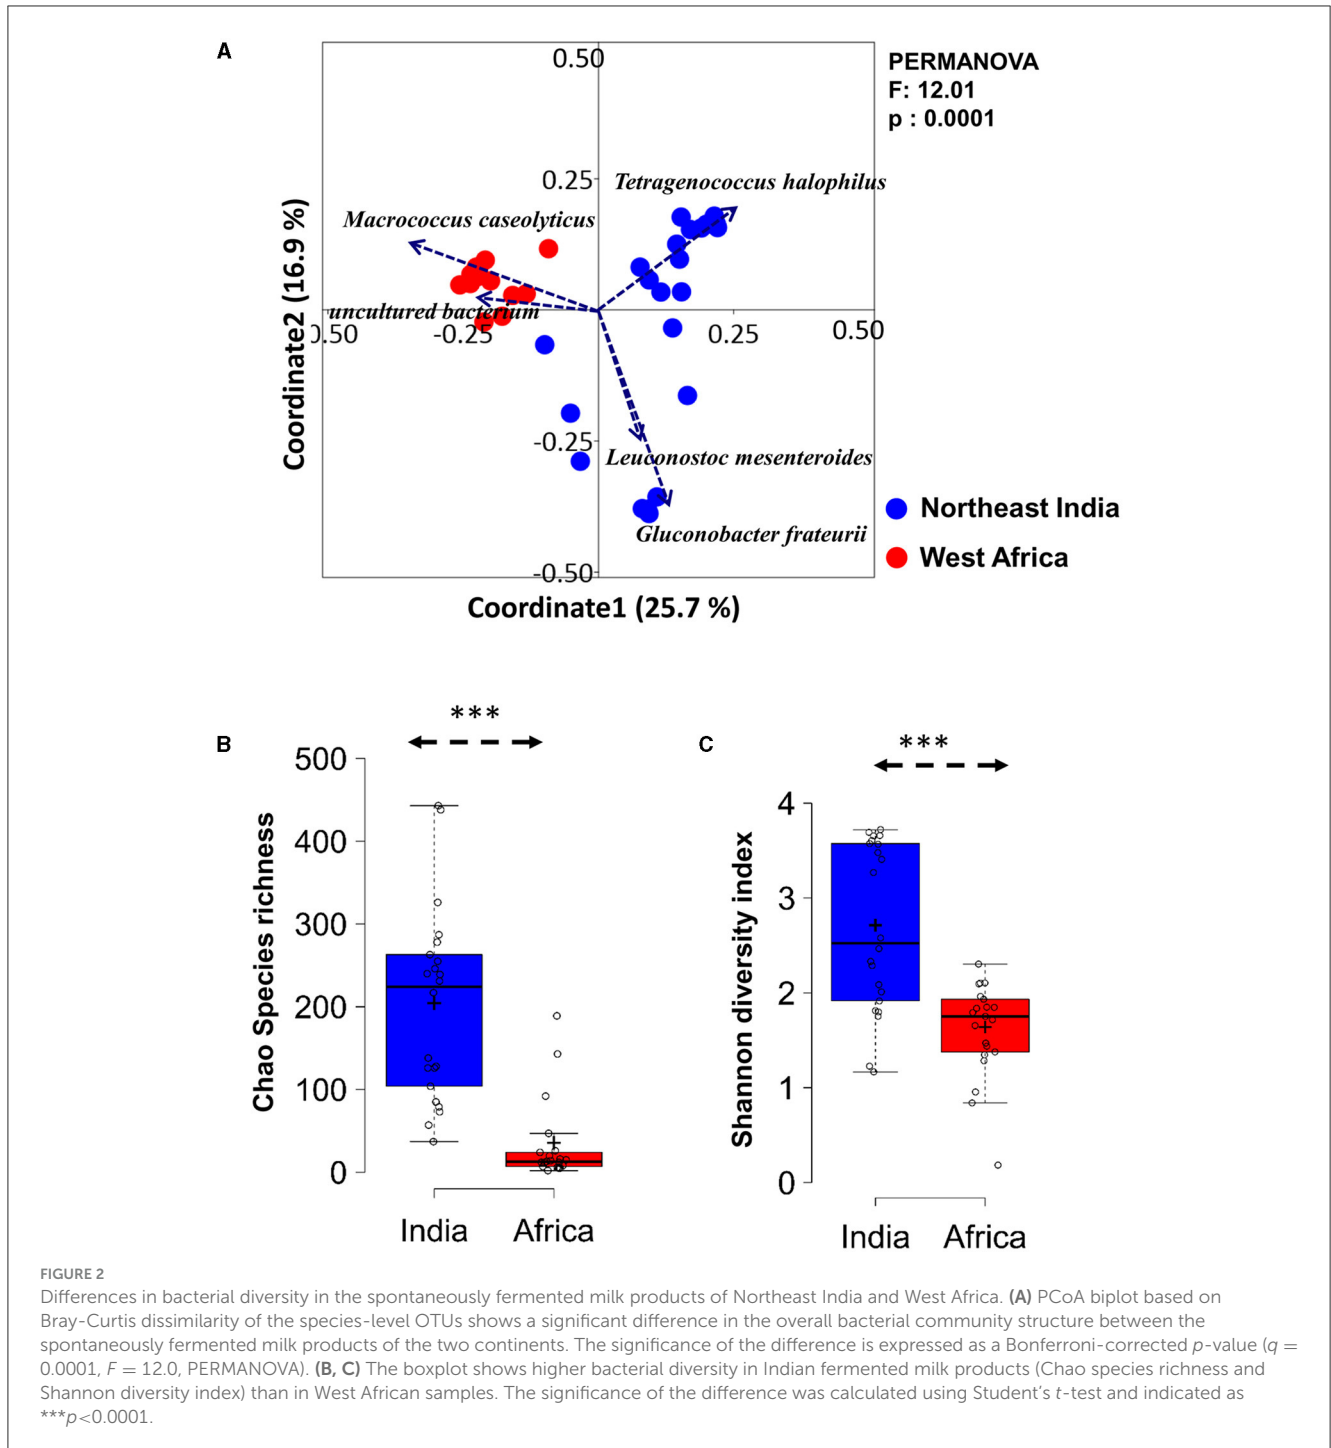 A
0.50
PERMANOVA
F: 12.01
p : 0.0001
0.25
Tetragenococcus halophilus
Macrococcus caseolyticus
Coordinate2 (16.9 %)
uncultured bacterium
0.50
-0.25
0.25
0.50
-0.25
Leuconostoc mesenteroides
Gluconobacter frateurii
-0.50
Northeast India
West Africa
Coordinate1 (25.7 %)
B
***
500
400
300
200
100
0
Chao Species richness
India
Africa
C
***
4
3
2
1
0
Shannon diversity index
India
Africa
FIGURE 2
Differences in bacterial diversity in the spontaneously fermented milk products of Northeast India and West Africa. (A) PCoA biplot based on
Bray-Curtis dissimilarity of the species-level OTUs shows a significant difference in the overall bacterial community structure between the
spontaneously fermented milk products of the two continents. The significance of the difference is expressed as a Bonferroni-corrected p-value (q =
0.0001, F = 12.0, PERMANOVA). (B, C) The boxplot shows higher bacterial diversity in Indian fermented milk products (Chao species richness and
Shannon diversity index) than in West African samples. The significance of the difference was calculated using Student's t-test and indicated as
***p<0.0001.